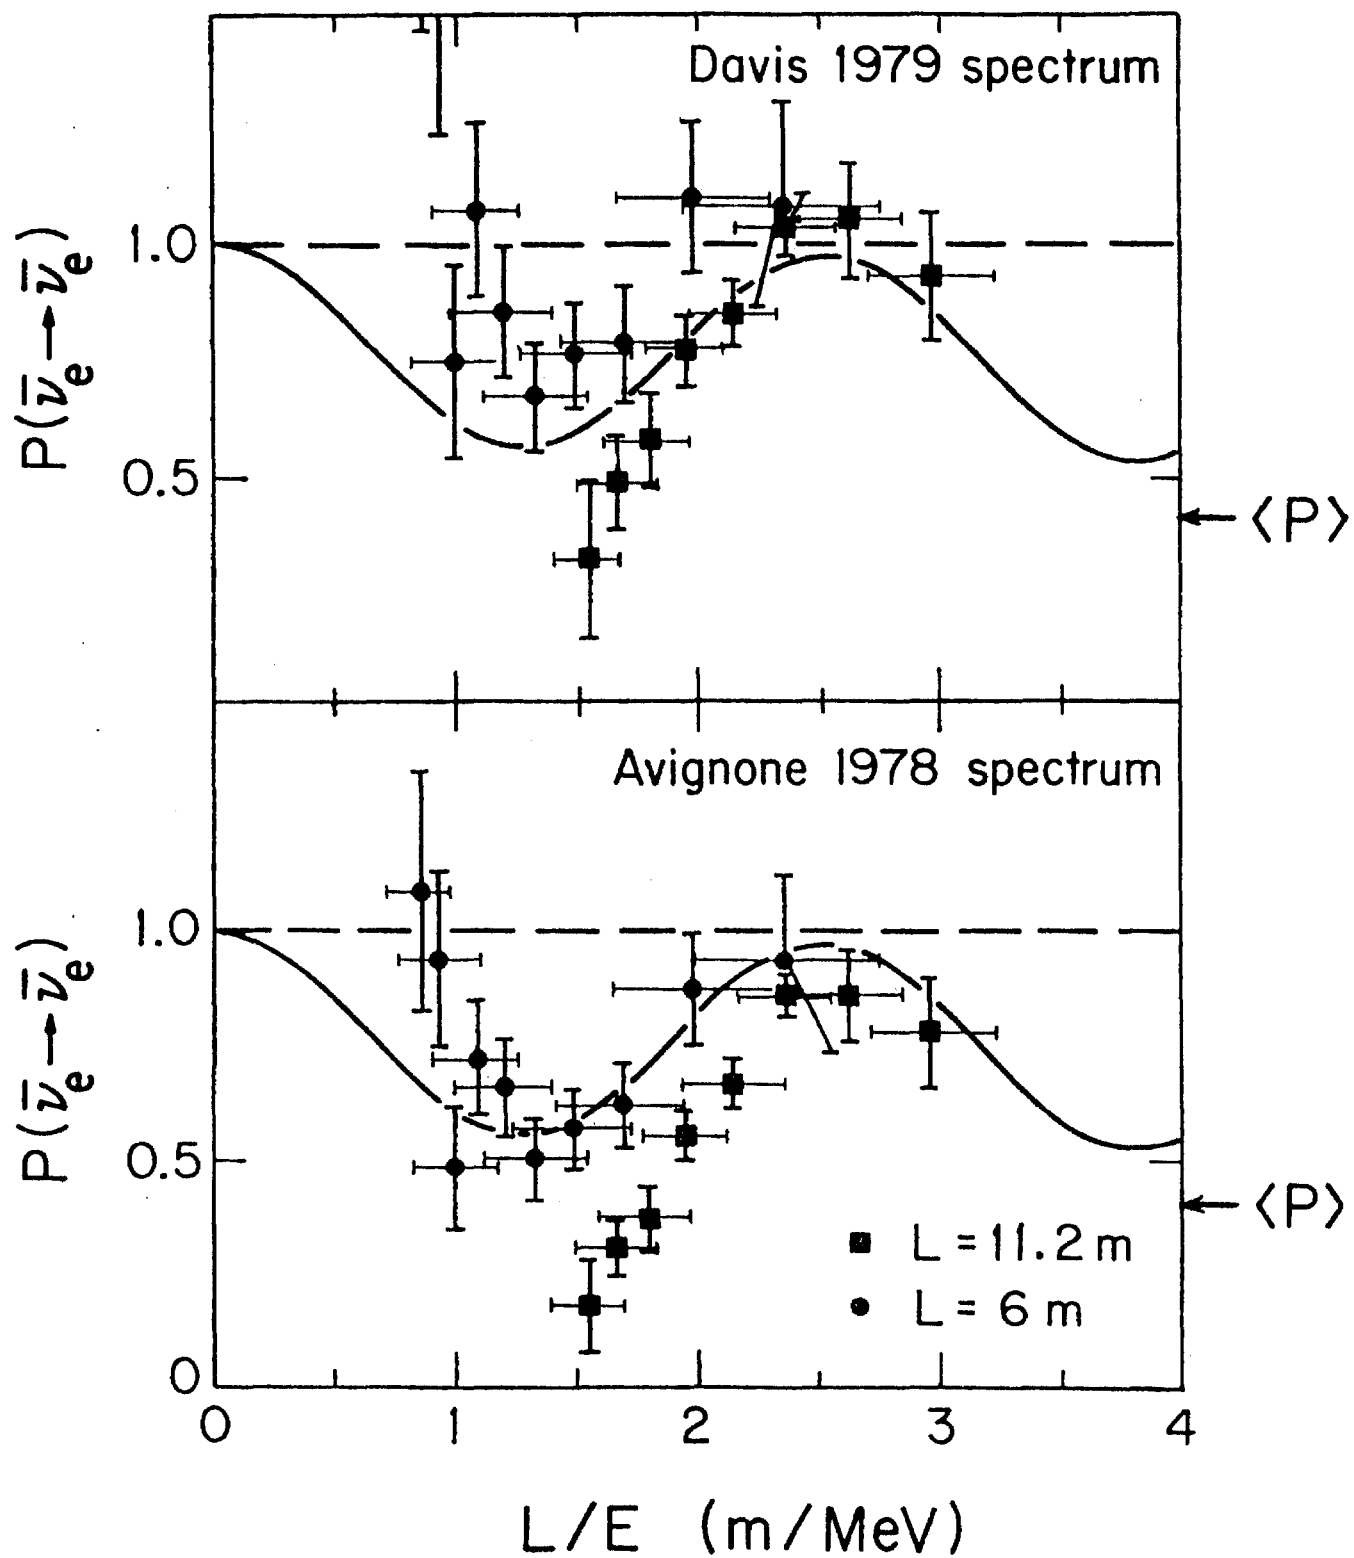 Davis 1979 spectrum
P(ν̄e→ν̄e)
1.0
0.5
⟨P⟩
Avignone 1978 spectrum
P(ν̄e→ν̄e)
1.0
0.5
0
⟨P⟩
L = 11.2 m
L = 6 m
0 1 2 3 4
L/E (m/MeV)